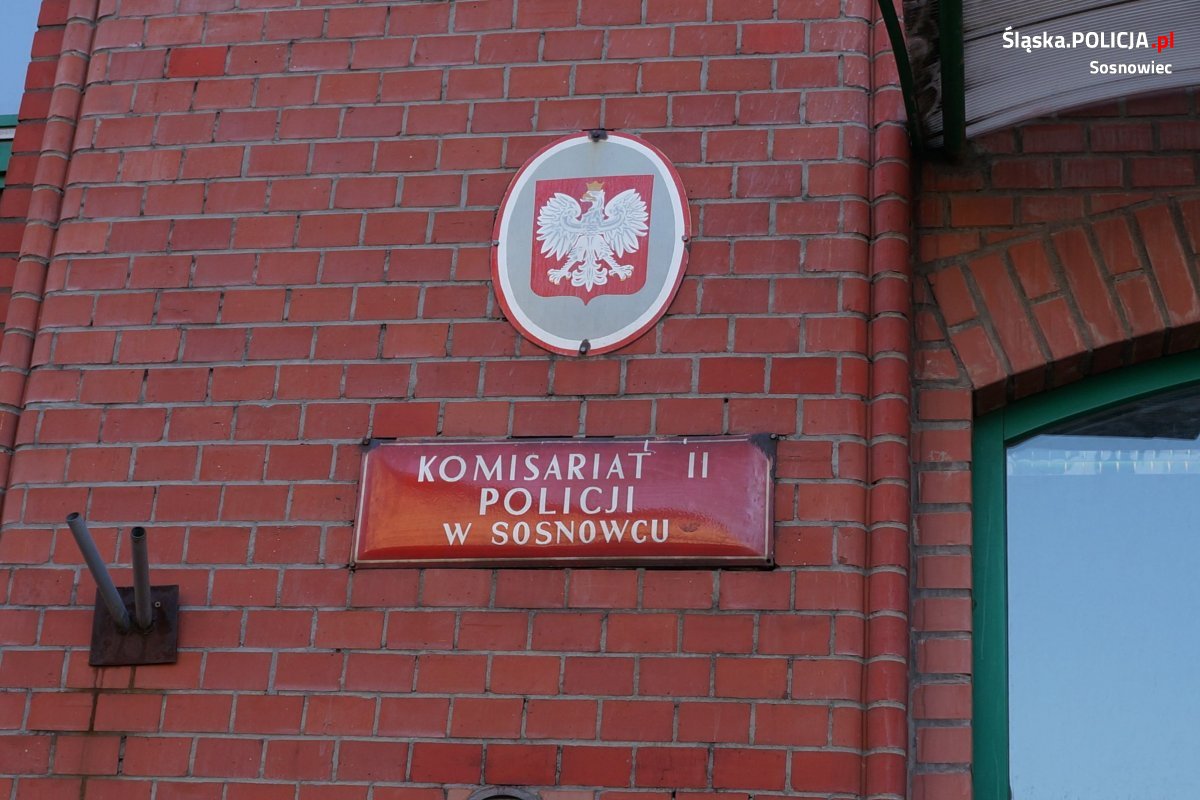 Śląska.POLICJA.pl
Sosnowiec
KOMISARIAT II
POLICJI
W SOSNOWCU